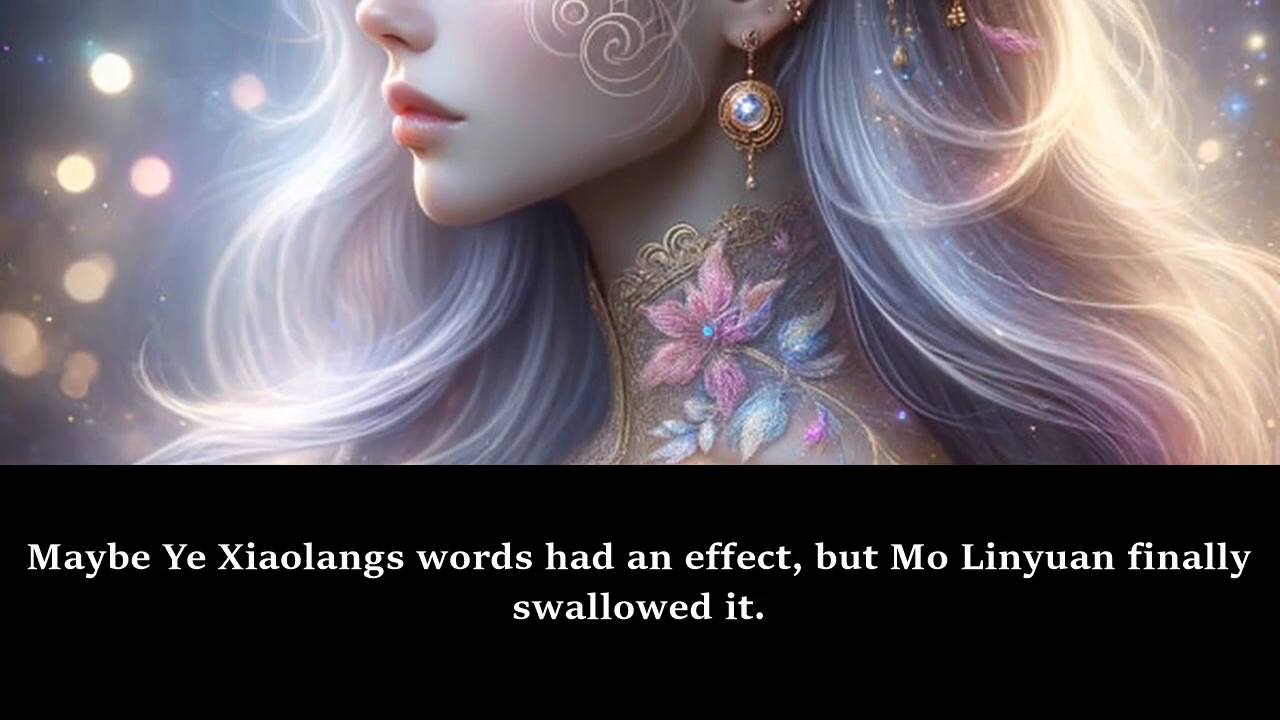 Maybe Ye Xiaolangs words had an effect, but Mo Linyuan finally
swallowed it.